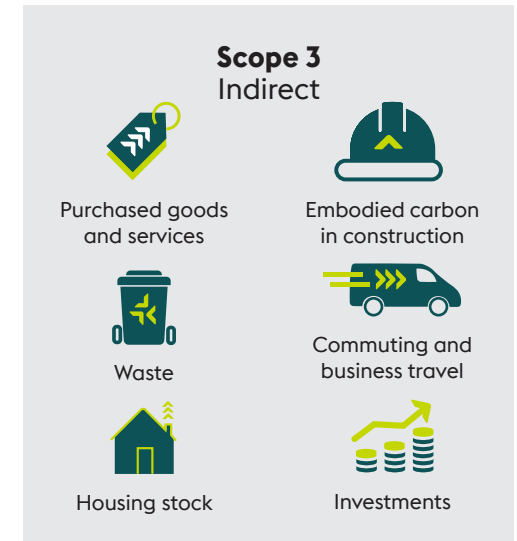 Scope 3
Indirect
Purchased goods
and services
Embodied carbon
in construction
Waste
Commuting and
business travel
Housing stock
Investments